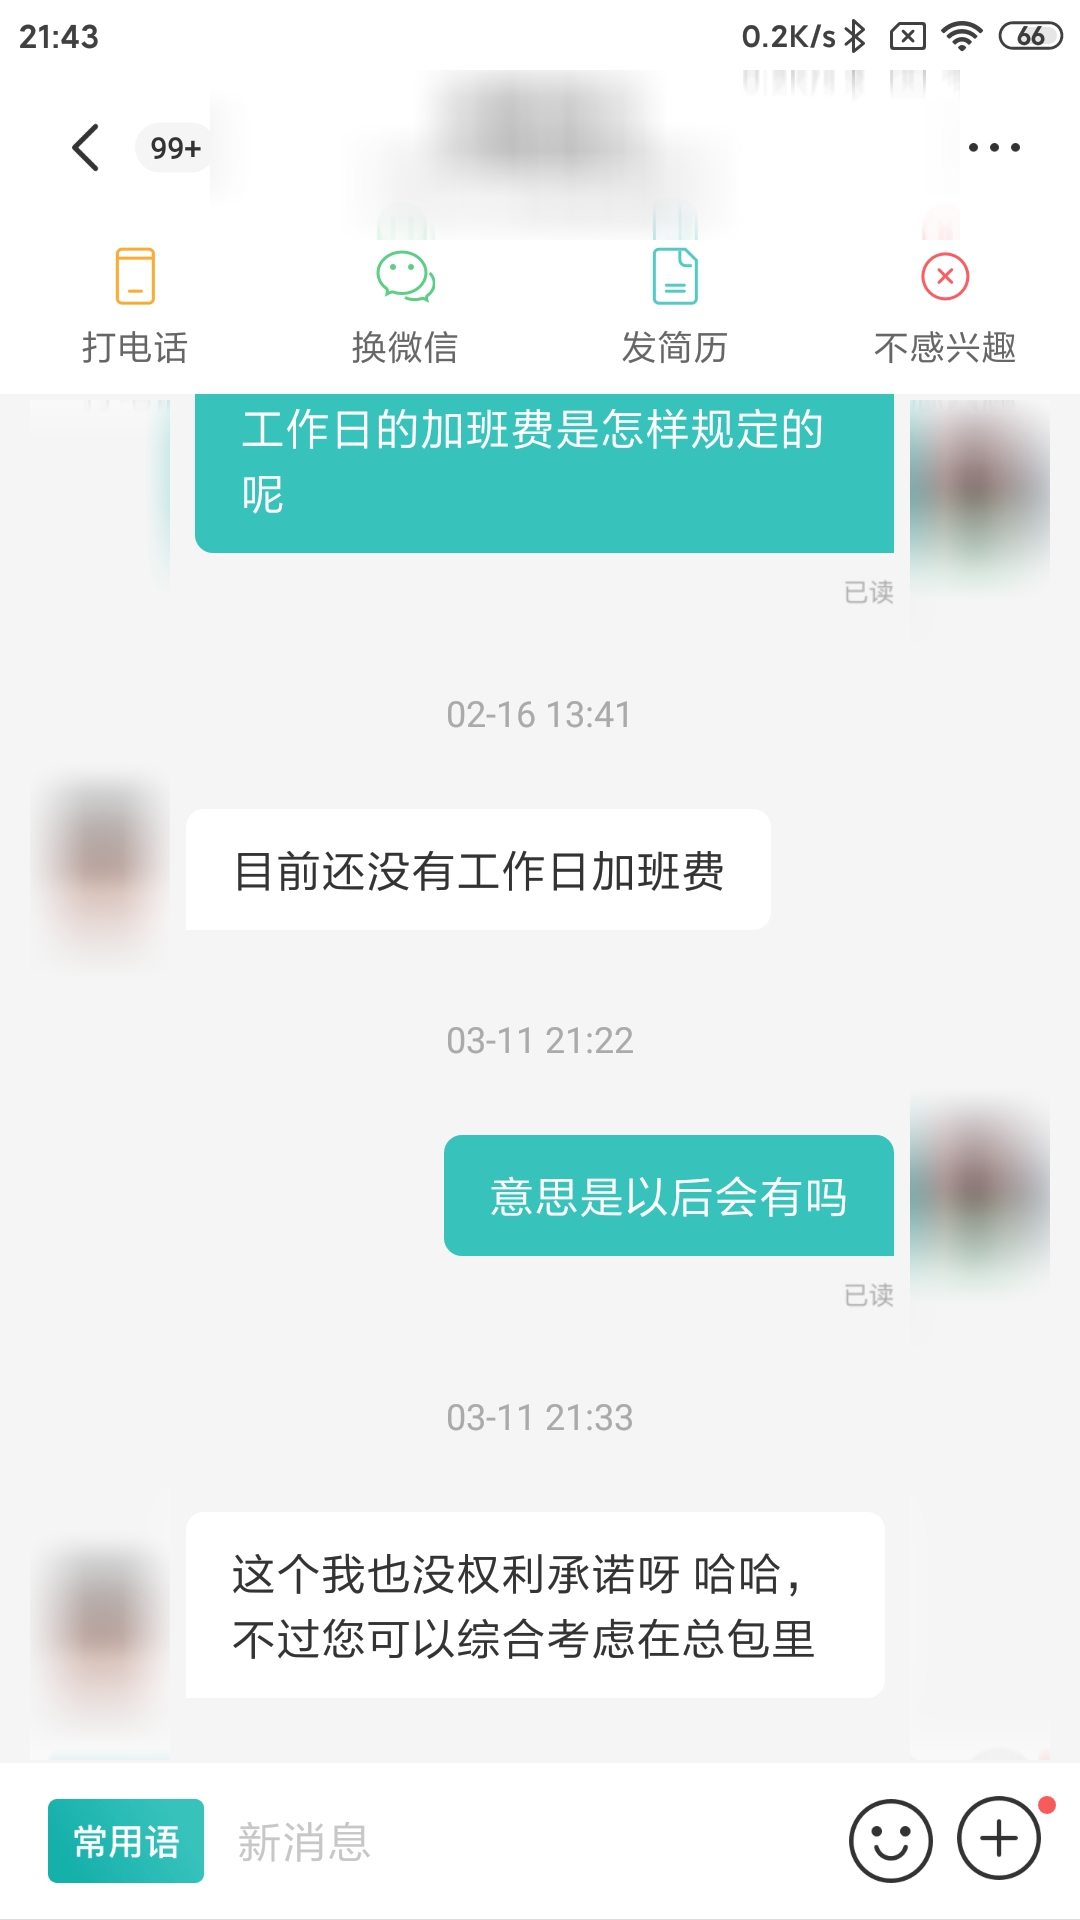 21:43
0.2K/s
66
99+
打电话
换微信
发简历
不感兴趣
工作日的加班费是怎样规定的
呢
已读
02-16 13:41
目前还没有工作日加班费
03-11 21:22
意思是以后会有吗
已读
03-11 21:33
这个我也没权利承诺呀 哈哈，
不过您可以综合考虑在总包里
常用语
新消息